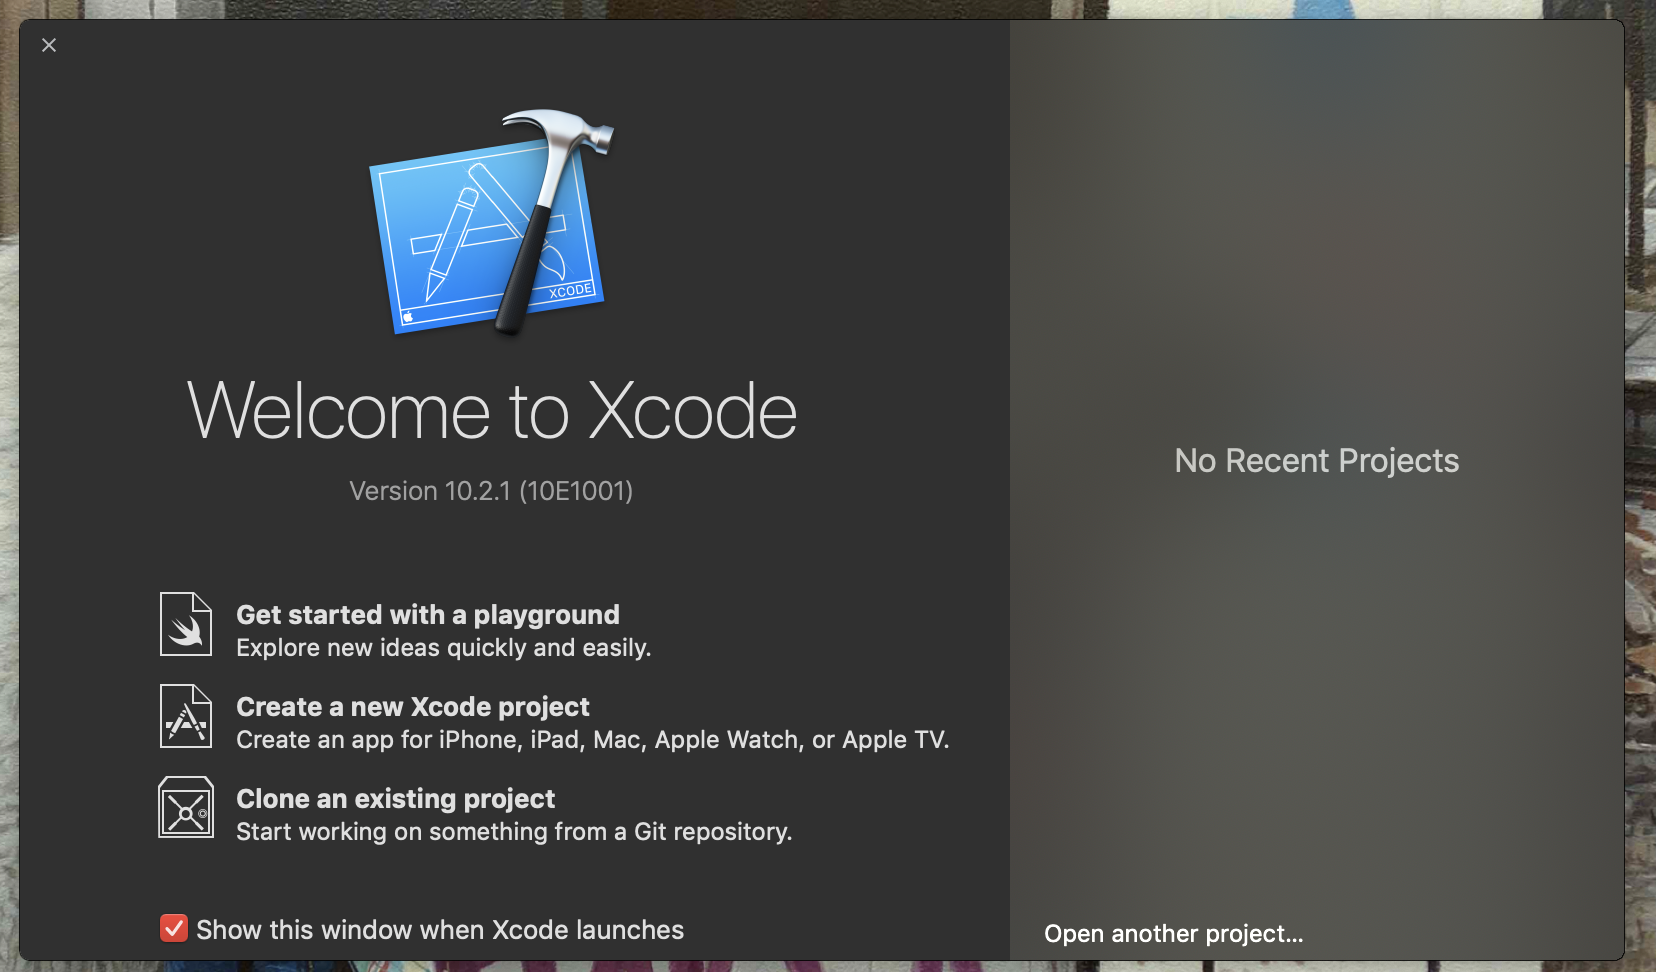 XCODE
Welcome to Xcode
Version 10.2.1 (10E1001)
Get started with a playground
Explore new ideas quickly and easily.
Create a new Xcode project
Create an app for iPhone, iPad, Mac, Apple Watch, or Apple TV.
Clone an existing project
Start working on something from a Git repository.
Show this window when Xcode launches
No Recent Projects
Open another project...